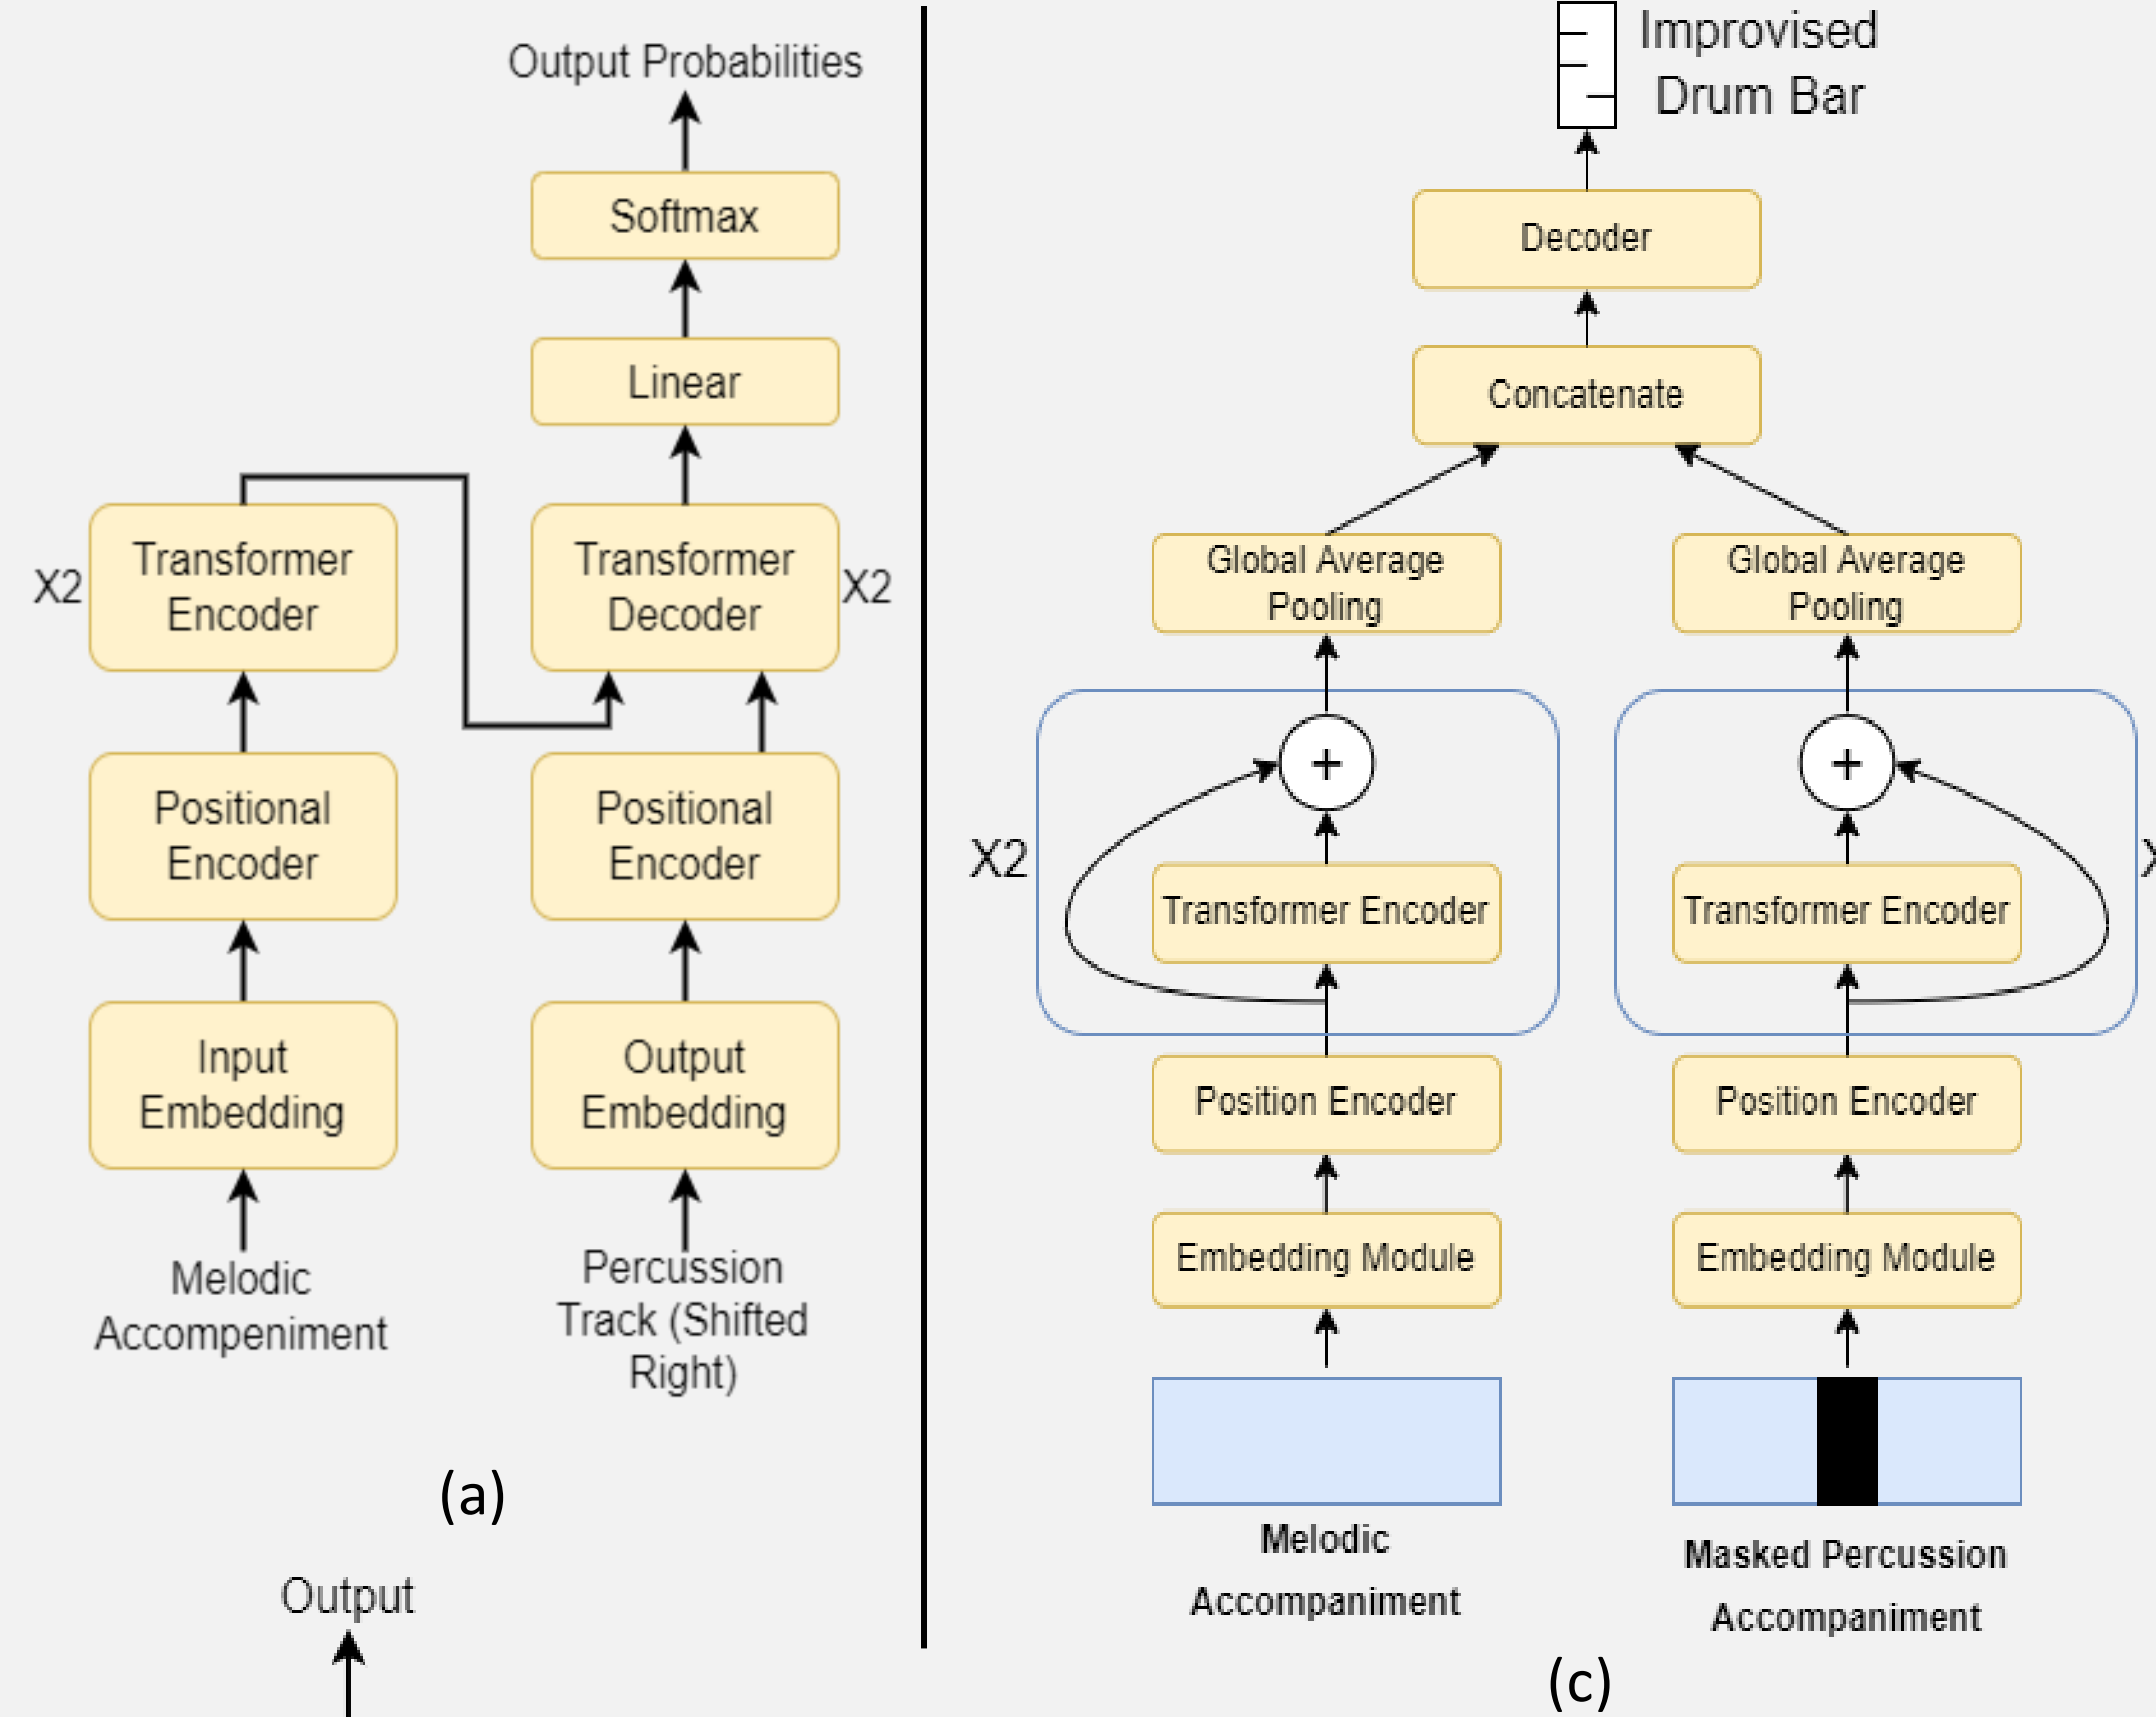 Output Probabilities
Softmax
Linear
Transformer
Encoder
X2
Transformer
Decoder
X2
Positional
Encoder
Positional
Encoder
Input
Embedding
Output
Embedding
Melodic
Accompeniment
Percussion
Track (Shifted
Right)
(a)
Output
Improvised
Drum Bar
Decoder
Concatenate
Global Average
Pooling
Global Average
Pooling
+
+
X2
Transformer Encoder
Transformer Encoder
Position Encoder
Position Encoder
Embedding Module
Embedding Module
Melodic
Accompaniment
Masked Percussion
Accompaniment
(c)